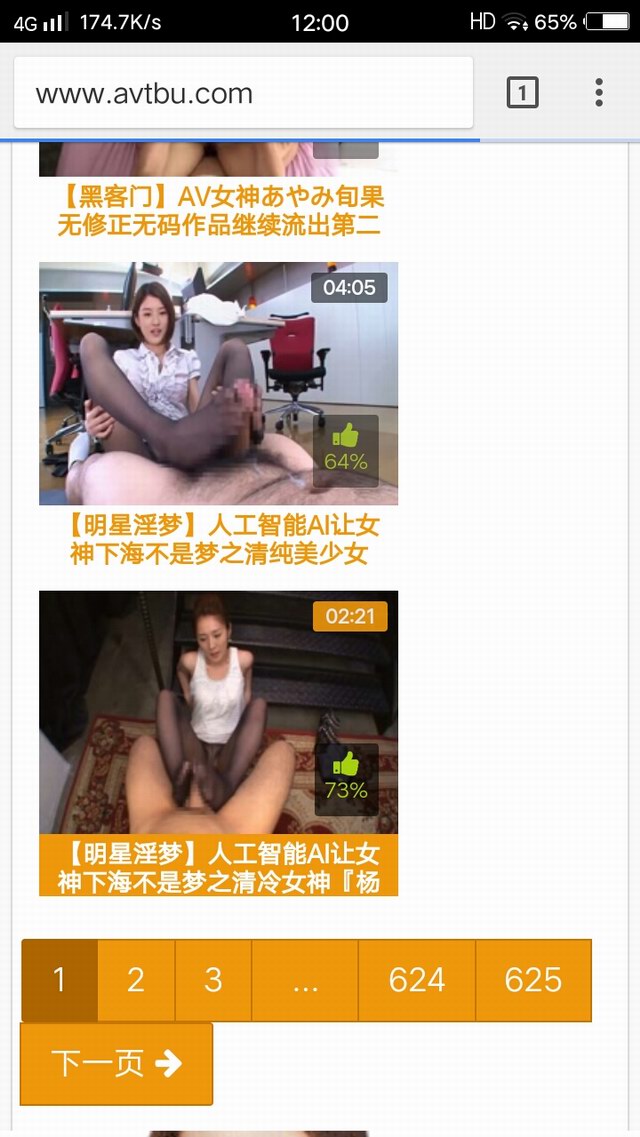 4G 174.7K/s 12:00 HD 65%
www.avtbu.com
1
【黑客门】AV女神あやみ旬果
无修正无码作品继续流出第二
04:05
64%
【明星淫梦】人工智能AI让女
神下海不是梦之清纯美少女
02:21
73%
【明星淫梦】人工智能AI让女
神下海不是梦之清冷女神『杨
1 2 3 ... 624 625
下一页